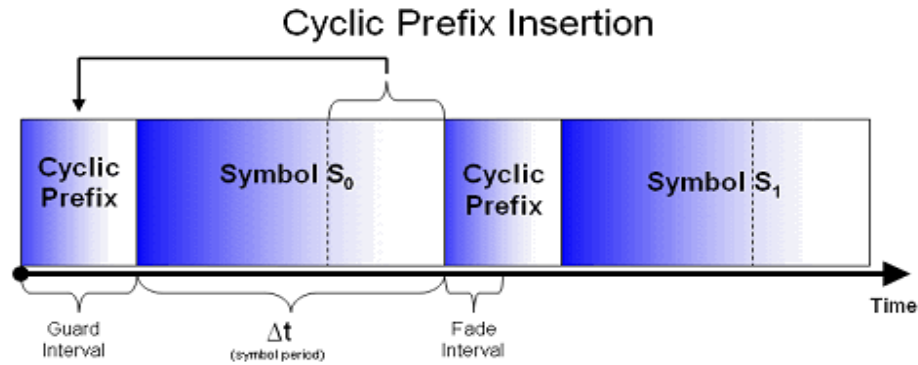 Cyclic Prefix Insertion
Cyclic
Prefix
Symbol S0
Cyclic
Prefix
Symbol S1
Time
Guard
Interval
Δt
(symbol period)
Fade
Interval